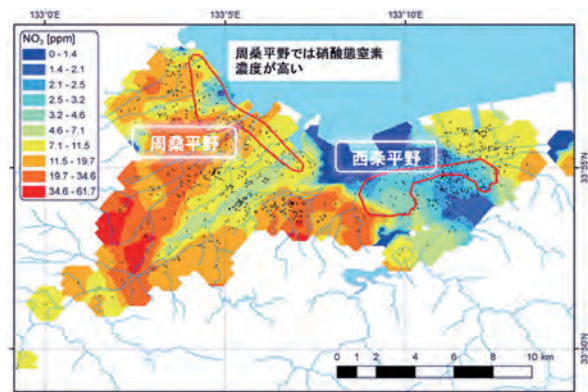 133°0'E
133°5'E
133°10'E
NO₃ [ppm]
0 - 1.4
1.4 - 2.1
2.1 - 2.5
2.5 - 3.2
3.2 - 4.6
4.6 - 7.1
7.1 - 11.5
11.5 - 19.7
19.7 - 34.6
34.6 - 61.7
周桑平野では硝酸態窒素
濃度が高い
周桑平野
西条平野
33°55'N
33°50'N
0 1 2 4 6 8 10 km